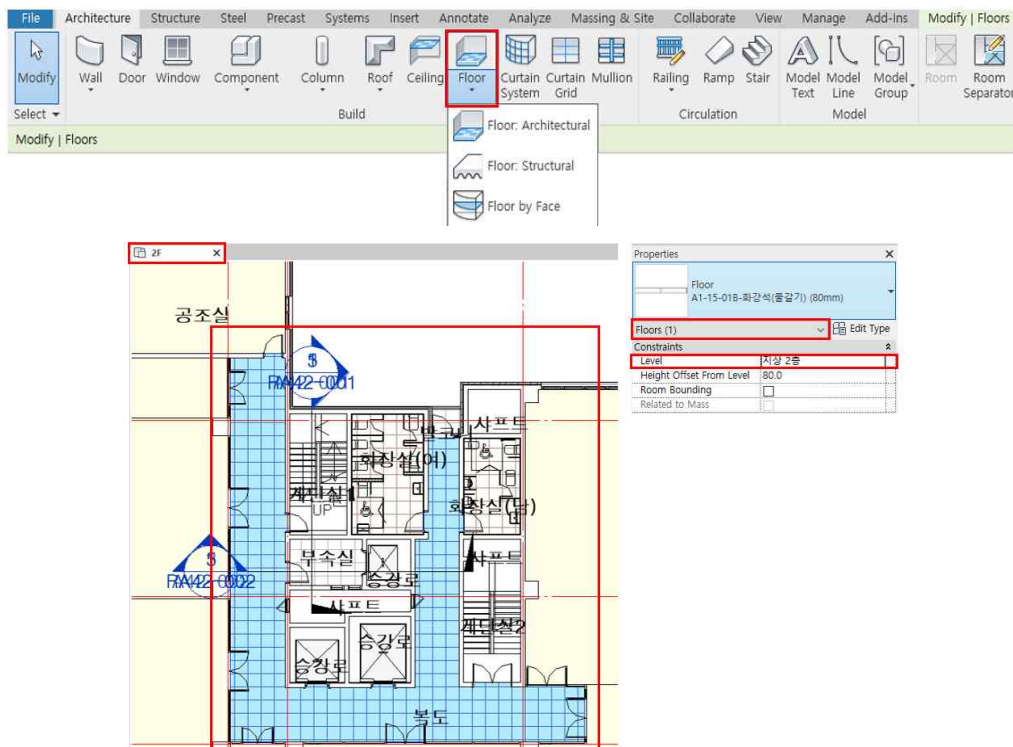 File Architecture Structure Steel Precast Systems Insert Annotate Analyze Massing & Site Collaborate View Manage Add-Ins Modify | Floors
Modify Wall Door Window Component Column Roof Ceiling Floor Curtain System Curtain Grid Mullion Railing Ramp Stair Model Text Model Line Model Group Room Room Separator
Select Build Circulation Model
Modify | Floors
Floor: Architectural
Floor: Structural
Floor by Face
2F
공조실
사프트
발코니
화장실(여)
계단실1
UP
화장실(남)
부속실
승강로
사프트
사프트
계단실2
승강로
승강로
복도
Properties
Floor
A1-15-01B-화강석(물갈기) (80mm)
Floors (1) Edit Type
Constraints
Level 지상 2층
Height Offset From Level 80.0
Room Bounding
Related to Mass